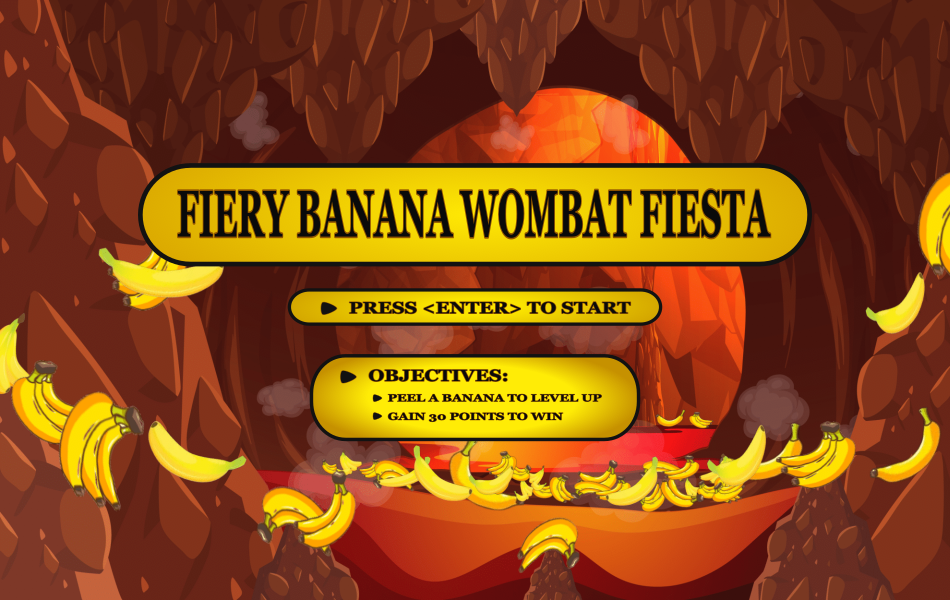 FIERY BANANA WOMBAT FIESTA
PRESS <ENTER> TO START
OBJECTIVES:
PEEL A BANANA TO LEVEL UP
GAIN 30 POINTS TO WIN